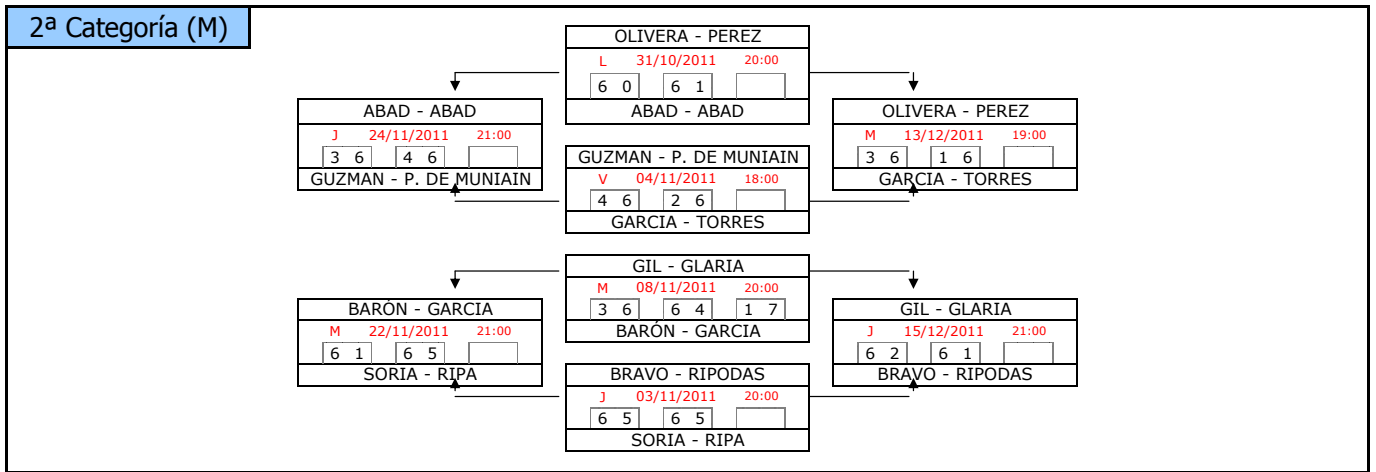 2ª Categoría (M)
OLIVERA - PEREZ
L 31/10/2011 20:00
6 0 6 1
ABAD - ABAD
ABAD - ABAD
J 24/11/2011 21:00
3 6 4 6
GUZMAN - P. DE MUNIAIN
OLIVERA - PEREZ
M 13/12/2011 19:00
3 6 1 6
GARCIA - TORRES
GUZMAN - P. DE MUNIAIN
V 04/11/2011 18:00
4 6 2 6
GARCIA - TORRES
GIL - GLARIA
M 08/11/2011 20:00
3 6 6 4 1 7
BARÓN - GARCIA
BARÓN - GARCIA
M 22/11/2011 21:00
6 1 6 5
SORIA - RIPA
GIL - GLARIA
J 15/12/2011 21:00
6 2 6 1
BRAVO - RIPODAS
BRAVO - RIPODAS
J 03/11/2011 20:00
6 5 6 5
SORIA - RIPA